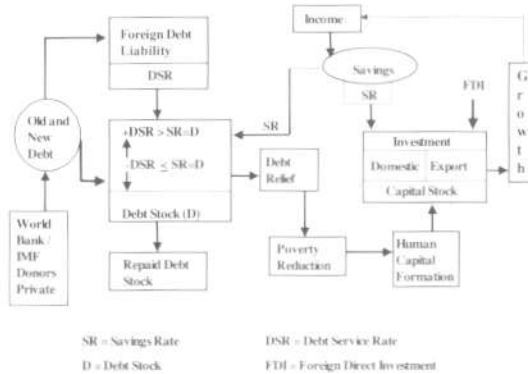 Income
Foreign Debt
Liability
DSR
Savings
SR
FDI
Growth
Old and
New
Debt
+DSR > SR=D
-DSR ≤ SR=D
Debt Stock (D)
SR
Debt
Relief
Investment
Domestic Export
Capital Stock
World
Bank /
IMF
Donors
Private
Repaid Debt
Stock
Poverty
Reduction
Human
Capital
Formation
SR = Savings Rate
DSR = Debt Service Rate
D = Debt Stock
FDI = Foreign Direct Investment